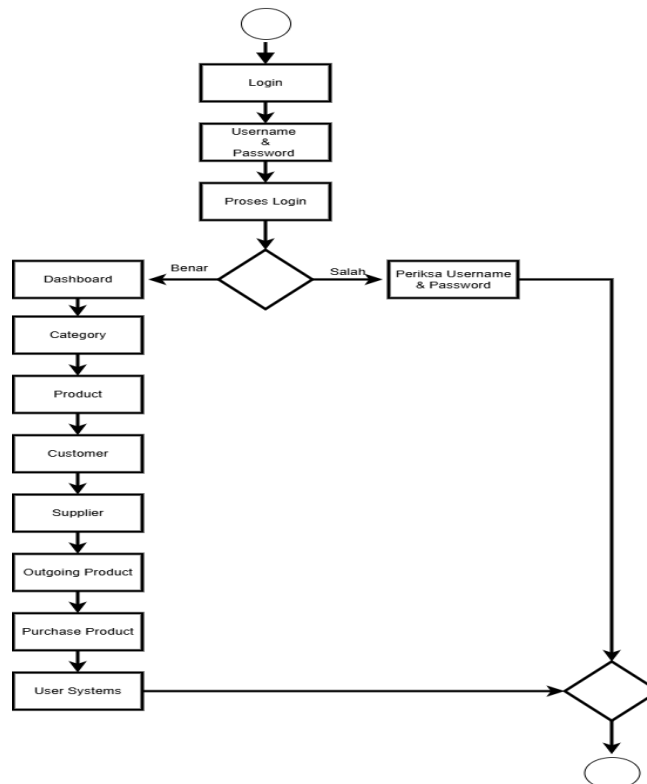 Login
Username
&
Password
Proses Login
Benar
Salah
Dashboard
Periksa Username
& Password
Category
Product
Customer
Supplier
Outgoing Product
Purchase Product
User Systems